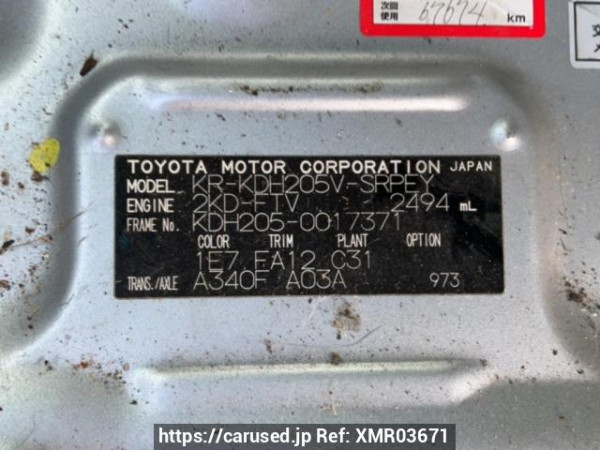 次回
使用
67674 km
TOYOTA MOTOR CORPORATION JAPAN
MODEL KR-KDH205V-SRPEY
ENGINE 2KD-FTV 2494 mL
FRAME No. KDH205-0017371
COLOR TRIM PLANT OPTION
1E7 FA12 C31
TRANS./AXLE A340F A03A 973
https://carused.jp Ref: XMR03671